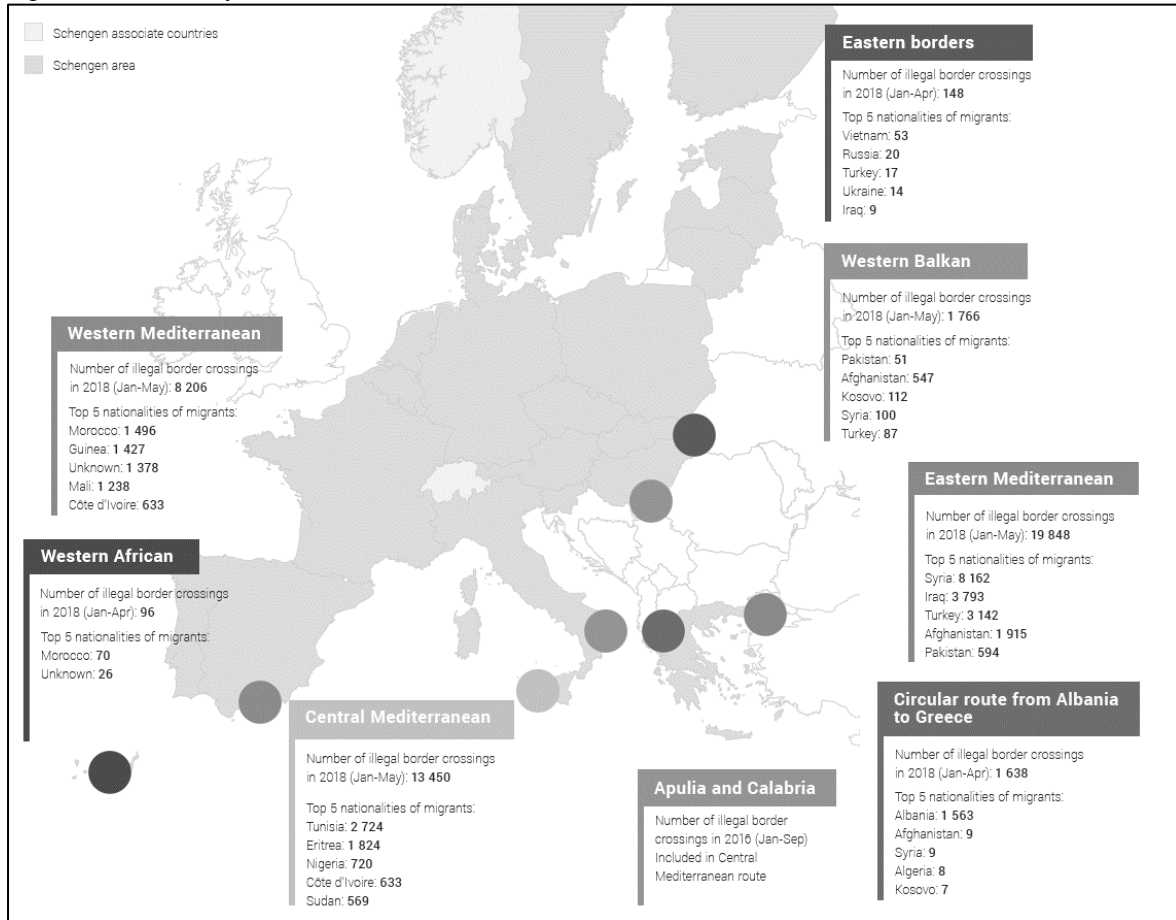 Schengen associate countries
Schengen area
Eastern borders
Number of illegal border crossings
in 2018 (Jan-Apr): 148
Top 5 nationalities of migrants:
Vietnam: 53
Russia: 20
Turkey: 17
Ukraine: 14
Iraq: 9
Western Balkan
Number of illegal border crossings
in 2018 (Jan-May): 1 766
Top 5 nationalities of migrants:
Pakistan: 51
Afghanistan: 547
Kosovo: 112
Syria: 100
Turkey: 87
Western Mediterranean
Number of illegal border crossings
in 2018 (Jan-May): 8 206
Top 5 nationalities of migrants:
Morocco: 1 496
Guinea: 1 427
Unknown: 1 378
Mali: 1 238
Côte d'Ivoire: 633
Eastern Mediterranean
Number of illegal border crossings
in 2018 (Jan-May): 19 848
Top 5 nationalities of migrants:
Syria: 8 162
Iraq: 3 793
Turkey: 3 142
Afghanistan: 1 915
Pakistan: 594
Western African
Number of illegal border crossings
in 2018 (Jan-Apr): 96
Top 5 nationalities of migrants:
Morocco: 70
Unknown: 26
Central Mediterranean
Number of illegal border crossings
in 2018 (Jan-May): 13 450
Top 5 nationalities of migrants:
Tunisia: 2 724
Eritrea: 1 824
Nigeria: 720
Côte d'Ivoire: 633
Sudan: 569
Apulia and Calabria
Number of illegal border
crossings in 2016 (Jan-Sep)
Included in Central
Mediterranean route
Circular route from Albania
to Greece
Number of illegal border crossings
in 2018 (Jan-Apr): 1 638
Top 5 nationalities of migrants:
Albania: 1 563
Afghanistan: 9
Syria: 9
Algeria: 8
Kosovo: 7